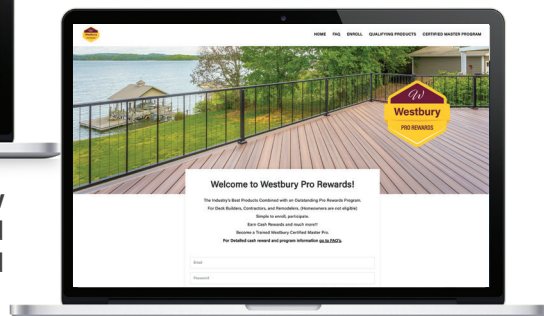 HOME FAQ ENROLL QUALIFYING PRODUCTS CERTIFIED MASTER PROGRAM
W
Westbury
PRO REWARDS
Welcome to Westbury Pro Rewards!
The Industry's Best Products Combined with an Outstanding Pro Rewards Program.
For Deck Builders, Contractors, and Remodelers. (Homeowners are not eligible)
Simple to enroll, participate.
Earn Cash Rewards and much more!!
Become a Trained Westbury Certified Master Pro.
For Detailed cash reward and program information go to FAQ's.
Email
Password